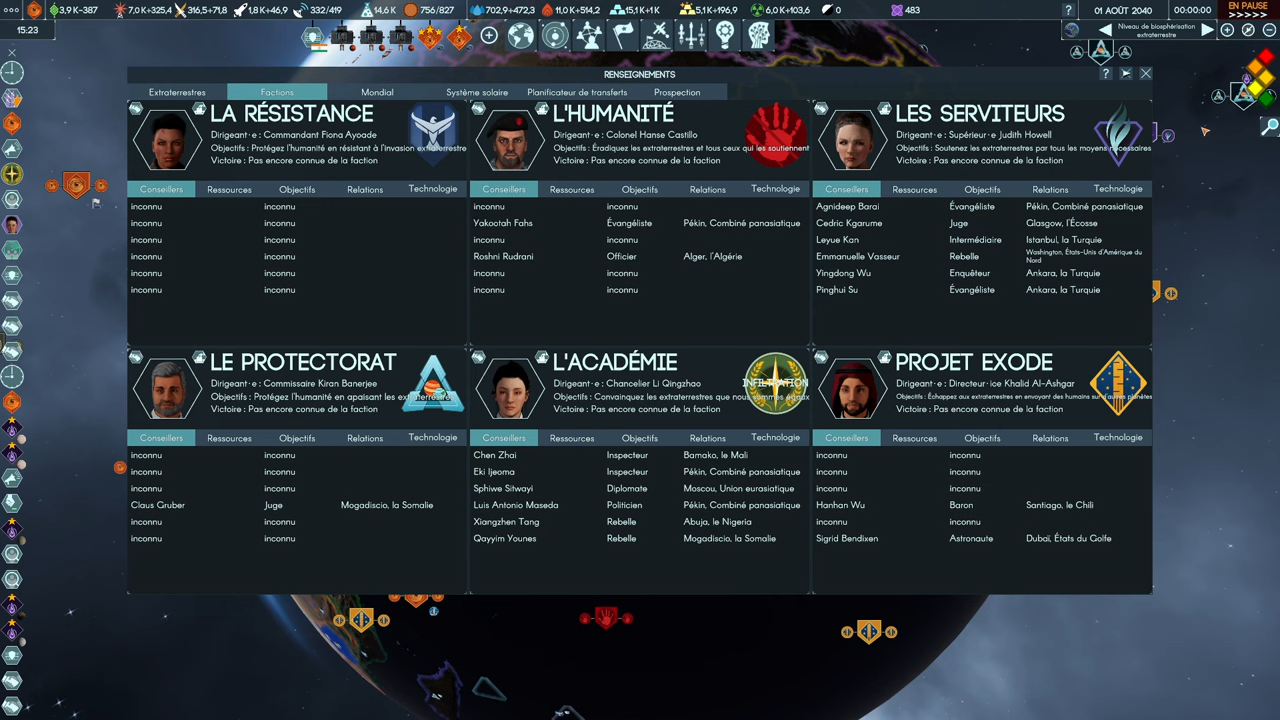 3,9 K-387
7,0 K+325,4
316,5+71,8
1,8 K+46,9
332/419
14,6 K
756/827
702,9+472,3
11,0 K+514,2
15,1 K+1 K
5,1 K+196,9
6,0 K+103,6
0
483
?
01 AOÛT 2040
00:00:00
EN PAUSE
>>>>>
15:23
Niveau de biosphérisation
extraterrestre
RENSEIGNEMENTS
?
Extraterrestres
Factions
Mondial
Système solaire
Planificateur de transferts
Prospection
LA RÉSISTANCE
Dirigeant·e : Commandant Fiona Ayoade
Objectifs : Protégez l'humanité en résistant à l'invasion extraterrestre
Victoire : Pas encore connue de la faction
Conseillers Ressources Objectifs Relations Technologie
inconnu inconnu
inconnu inconnu
inconnu inconnu
inconnu inconnu
inconnu inconnu
inconnu inconnu
L'HUMANITÉ
Dirigeant·e : Colonel Hanse Castillo
Objectifs : Éradiquez les extraterrestres et tous ceux qui les soutiennent
Victoire : Pas encore connue de la faction
Conseillers Ressources Objectifs Relations Technologie
inconnu inconnu
Yakootah Fahs Évangéliste Pékin, Combiné panasiatique
inconnu inconnu
Roshni Rudrani Officier Alger, l'Algérie
inconnu inconnu
inconnu inconnu
LES SERVITEURS
Dirigeant·e : Supérieur·e Judith Howell
Objectifs : Soutenez les extraterrestres par tous les moyens nécessaires
Victoire : Pas encore connue de la faction
Conseillers Ressources Objectifs Relations Technologie
Agnideep Barai Évangéliste Pékin, Combiné panasiatique
Cedric Kgarume Juge Glasgow, l'Écosse
Leyue Kan Intermédiaire Istanbul, la Turquie
Emmanuelle Vasseur Rebelle Washington, États-Unis d'Amérique du
Nord
Yingdong Wu Enquêteur Ankara, la Turquie
Pinghui Su Évangéliste Ankara, la Turquie
LE PROTECTORAT
Dirigeant·e : Commissaire Kiran Banerjee
Objectifs : Protégez l'humanité en apaisant les extraterrestres
Victoire : Pas encore connue de la faction
Conseillers Ressources Objectifs Relations Technologie
inconnu inconnu
inconnu inconnu
inconnu inconnu
Claus Gruber Juge Mogadiscio, la Somalie
inconnu inconnu
inconnu inconnu
L'ACADÉMIE
Dirigeant·e : Chancelier Li Qingzhao
INFILTRATION
Objectifs : Convainquez les extraterrestres que nous sommes égaux
Victoire : Pas encore connue de la faction
Conseillers Ressources Objectifs Relations Technologie
Chen Zhai Inspecteur Bamako, le Mali
Eki Ijeoma Inspecteur Pékin, Combiné panasiatique
Sphiwe Sitwayi Diplomate Moscou, Union eurasiatique
Luis Antonio Maseda Politicien Pékin, Combiné panasiatique
Xiangzhen Tang Rebelle Abuja, le Nigeria
Qayyim Younes Rebelle Mogadiscio, la Somalie
PROJET EXODE
Dirigeant·e : Directeur·ice Khalid Al-Ashgar
Objectifs : Échappez aux extraterrestres en envoyant des humains sur d'autres planètes
Victoire : Pas encore connue de la faction
Conseillers Ressources Objectifs Relations Technologie
inconnu inconnu
inconnu inconnu
inconnu inconnu
Hanhan Wu Baron Santiago, le Chili
inconnu inconnu
Sigrid Bendixen Astronaute Dubaï, États du Golfe